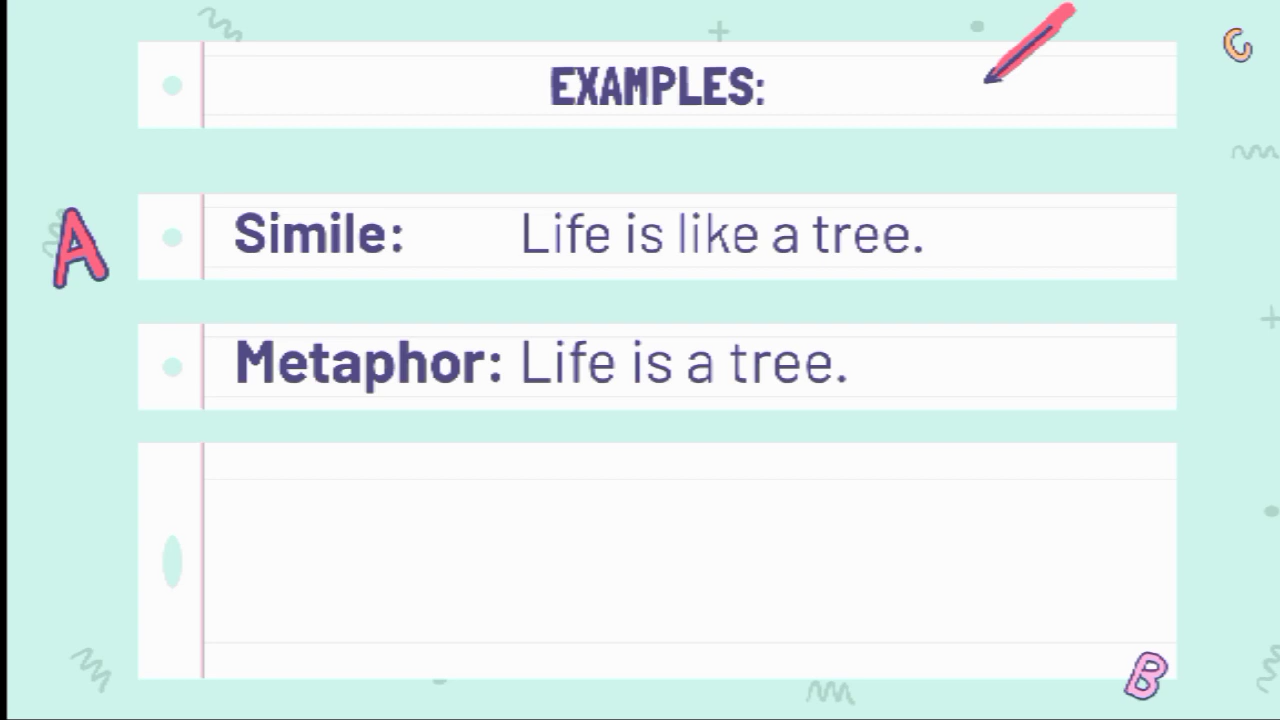 C
EXAMPLES:
A
Simile: Life is like a tree.
Metaphor: Life is a tree.
B